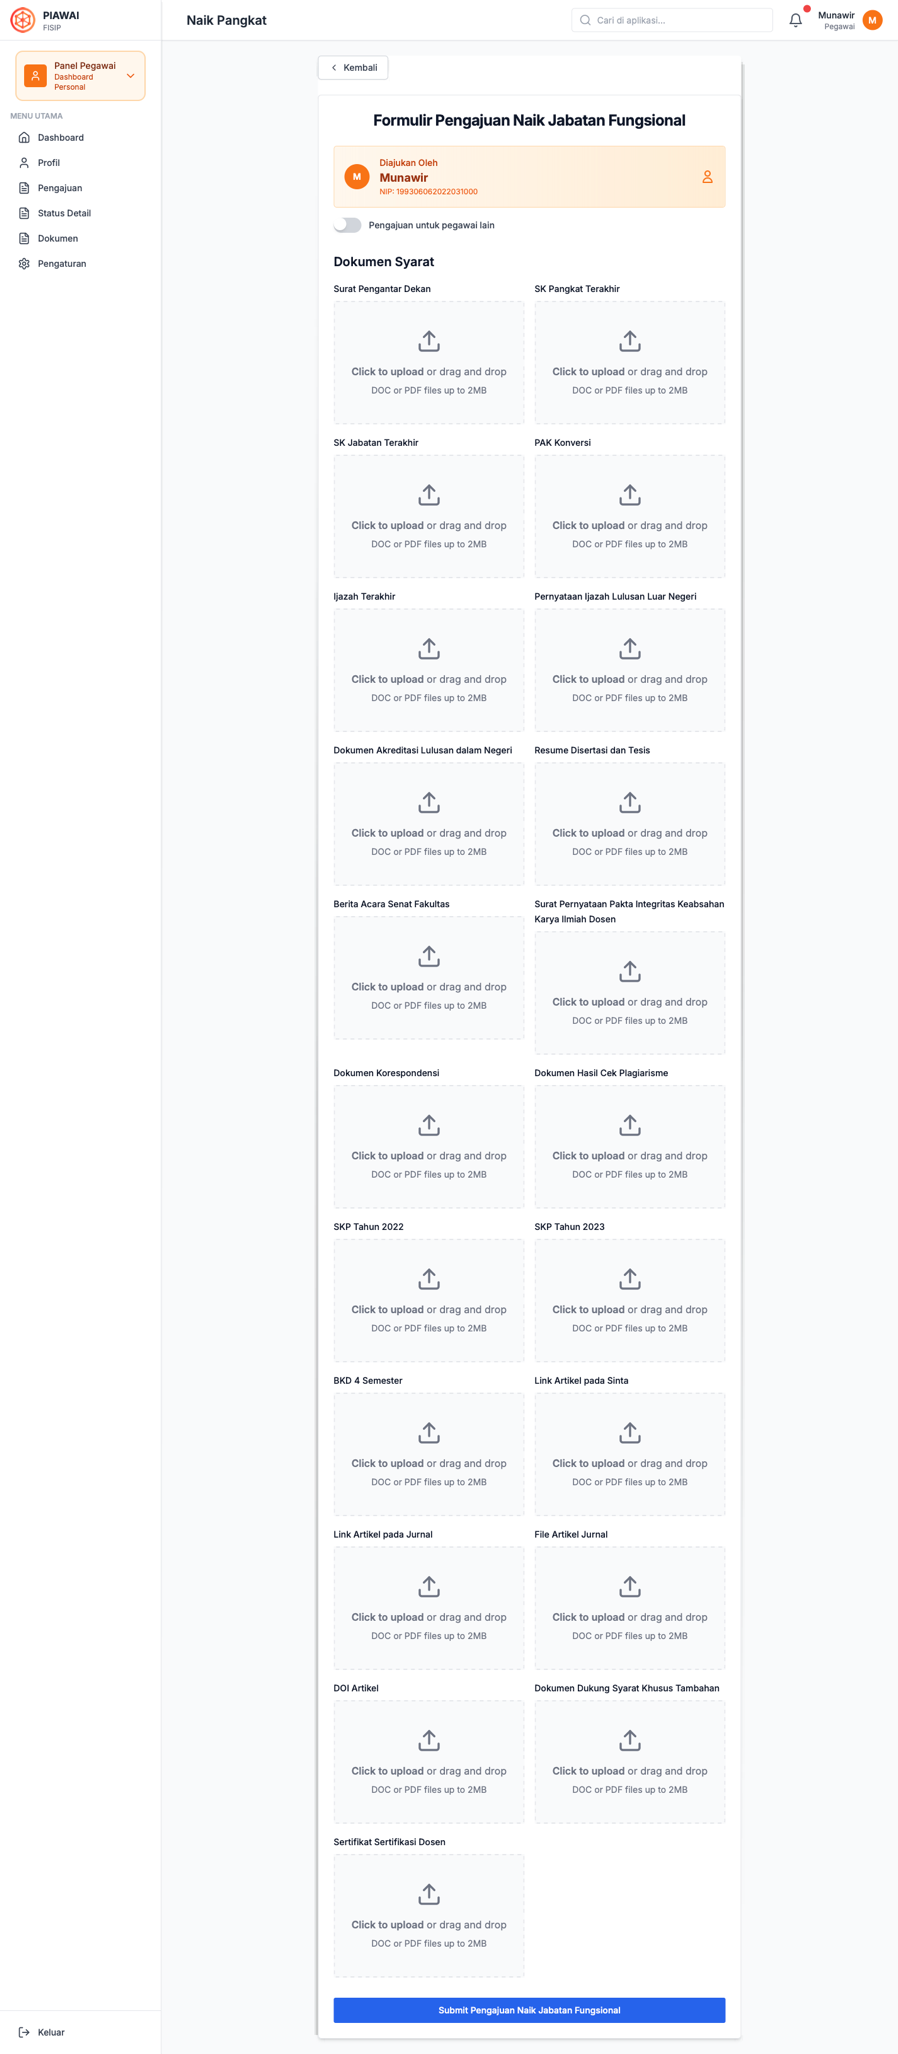 PIAWAI
FISIP
Naik Pangkat
Cari di aplikasi...
Munawir
Pegawai
M
Panel Pegawai
Dashboard
Personal
MENU UTAMA
Dashboard
Profil
Pengajuan
Status Detail
Dokumen
Pengaturan
Keluar
Kembali
Formulir Pengajuan Naik Jabatan Fungsional
M
Diajukan Oleh
Munawir
NIP: 199306062022031000
Pengajuan untuk pegawai lain
Dokumen Syarat
Surat Pengantar Dekan
Click to upload or drag and drop
DOC or PDF files up to 2MB
SK Pangkat Terakhir
Click to upload or drag and drop
DOC or PDF files up to 2MB
SK Jabatan Terakhir
Click to upload or drag and drop
DOC or PDF files up to 2MB
PAK Konversi
Click to upload or drag and drop
DOC or PDF files up to 2MB
Ijazah Terakhir
Click to upload or drag and drop
DOC or PDF files up to 2MB
Pernyataan Ijazah Lulusan Luar Negeri
Click to upload or drag and drop
DOC or PDF files up to 2MB
Dokumen Akreditasi Lulusan dalam Negeri
Click to upload or drag and drop
DOC or PDF files up to 2MB
Resume Disertasi dan Tesis
Click to upload or drag and drop
DOC or PDF files up to 2MB
Berita Acara Senat Fakultas
Click to upload or drag and drop
DOC or PDF files up to 2MB
Surat Pernyataan Pakta Integritas Keabsahan
Karya Ilmiah Dosen
Click to upload or drag and drop
DOC or PDF files up to 2MB
Dokumen Korespondensi
Click to upload or drag and drop
DOC or PDF files up to 2MB
Dokumen Hasil Cek Plagiarisme
Click to upload or drag and drop
DOC or PDF files up to 2MB
SKP Tahun 2022
Click to upload or drag and drop
DOC or PDF files up to 2MB
SKP Tahun 2023
Click to upload or drag and drop
DOC or PDF files up to 2MB
BKD 4 Semester
Click to upload or drag and drop
DOC or PDF files up to 2MB
Link Artikel pada Sinta
Click to upload or drag and drop
DOC or PDF files up to 2MB
Link Artikel pada Jurnal
Click to upload or drag and drop
DOC or PDF files up to 2MB
File Artikel Jurnal
Click to upload or drag and drop
DOC or PDF files up to 2MB
DOI Artikel
Click to upload or drag and drop
DOC or PDF files up to 2MB
Dokumen Dukung Syarat Khusus Tambahan
Click to upload or drag and drop
DOC or PDF files up to 2MB
Sertifikat Sertifikasi Dosen
Click to upload or drag and drop
DOC or PDF files up to 2MB
Submit Pengajuan Naik Jabatan Fungsional